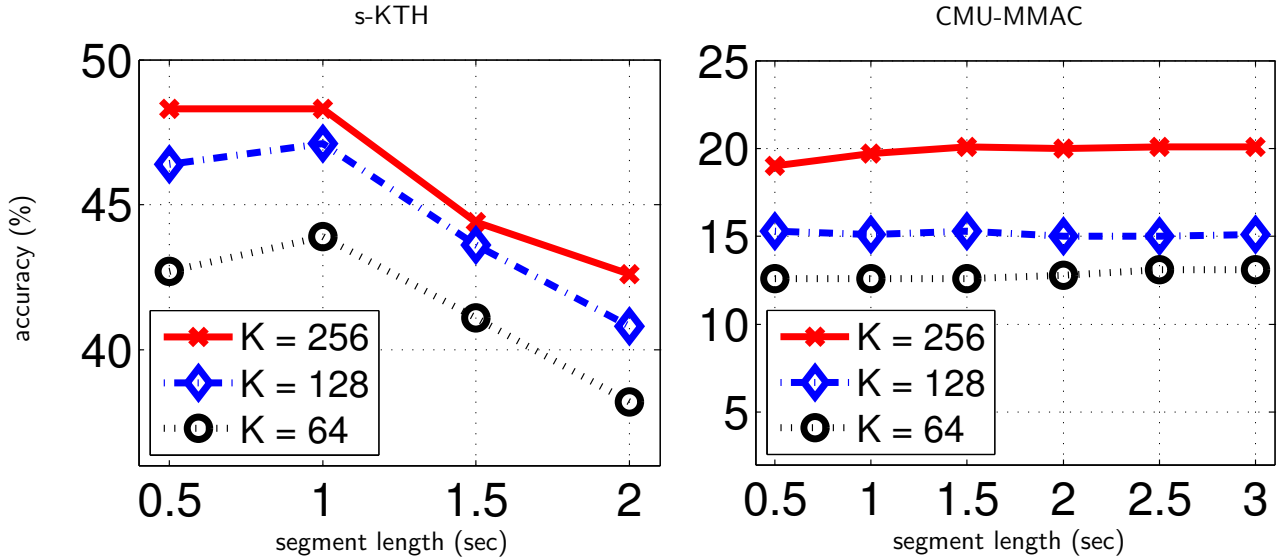 s-KTH
50
45
40
accuracy (%)
K = 256
K = 128
K = 64
0.5 1 1.5 2
segment length (sec)
CMU-MMAC
25
20
15
10
5
K = 256
K = 128
K = 64
0.5 1 1.5 2 2.5 3
segment length (sec)